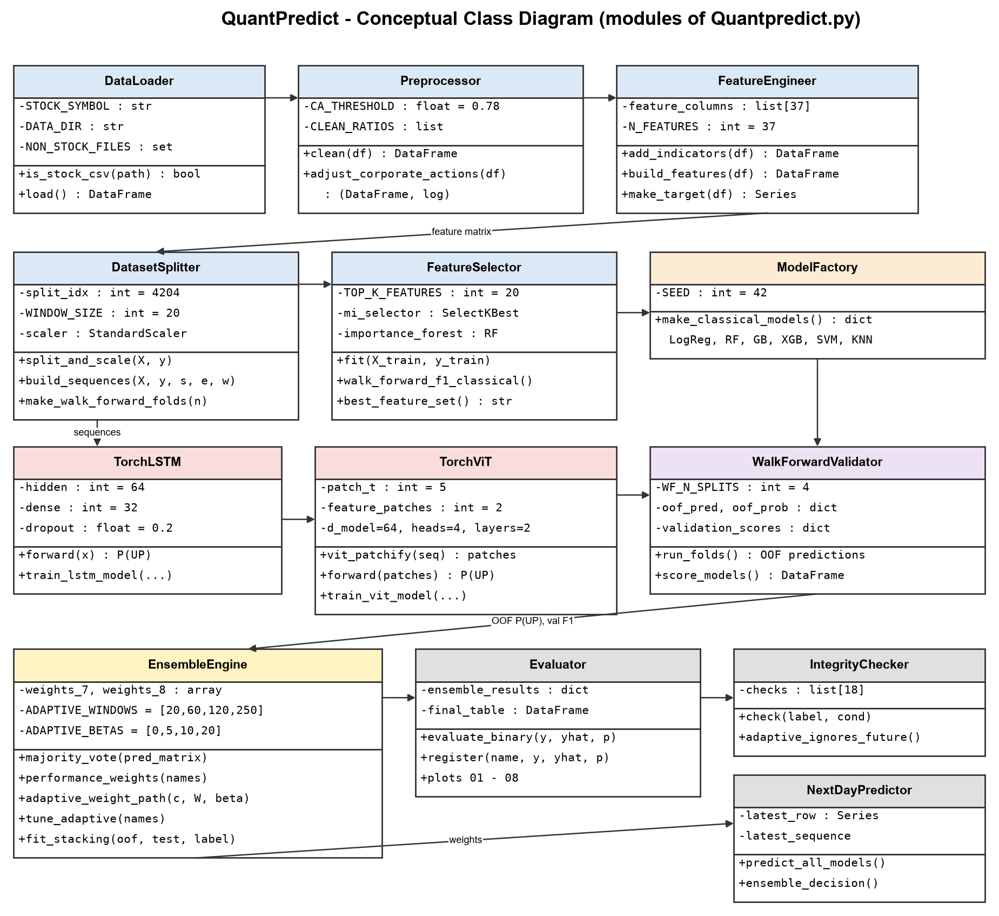 QuantPredict - Conceptual Class Diagram (modules of Quantpredict.py)
DataLoader
-STOCK_SYMBOL : str
-DATA_DIR : str
-NON_STOCK_FILES : set
+is_stock_csv(path) : bool
+load() : DataFrame
Preprocessor
-CA_THRESHOLD : float = 0.78
-CLEAN_RATIOS : list
+clean(df) : DataFrame
+adjust_corporate_actions(df)
: (DataFrame, log)
FeatureEngineer
-feature_columns : list[37]
-N_FEATURES : int = 37
+add_indicators(df) : DataFrame
+build_features(df) : DataFrame
+make_target(df) : Series
feature matrix
DatasetSplitter
-split_idx : int = 4204
-WINDOW_SIZE : int = 20
-scaler : StandardScaler
+split_and_scale(X, y)
+build_sequences(X, y, s, e, w)
+make_walk_forward_folds(n)
FeatureSelector
-TOP_K_FEATURES : int = 20
-mi_selector : SelectKBest
-importance_forest : RF
+fit(X_train, y_train)
+walk_forward_f1_classical()
+best_feature_set() : str
ModelFactory
-SEED : int = 42
+make_classical_models() : dict
LogReg, RF, GB, XGB, SVM, KNN
sequences
TorchLSTM
-hidden : int = 64
-dense : int = 32
-dropout : float = 0.2
+forward(x) : P(UP)
+train_lstm_model(...)
TorchViT
-patch_t : int = 5
-feature_patches : int = 2
-d_model=64, heads=4, layers=2
+vit_patchify(seq) : patches
+forward(patches) : P(UP)
+train_vit_model(...)
WalkForwardValidator
-WF_N_SPLITS : int = 4
-oof_pred, oof_prob : dict
-validation_scores : dict
+run_folds() : OOF predictions
+score_models() : DataFrame
OOF P(UP), val F1
EnsembleEngine
-weights_7, weights_8 : array
-ADAPTIVE_WINDOWS = [20,60,120,250]
-ADAPTIVE_BETAS = [0,5,10,20]
+majority_vote(pred_matrix)
+performance_weights(names)
+adaptive_weight_path(c, W, beta)
+tune_adaptive(names)
+fit_stacking(oof, test, label)
Evaluator
-ensemble_results : dict
-final_table : DataFrame
+evaluate_binary(y, yhat, p)
+register(name, y, yhat, p)
+plots 01 - 08
IntegrityChecker
-checks : list[18]
+check(label, cond)
+adaptive_ignores_future()
weights
NextDayPredictor
-latest_row : Series
-latest_sequence
+predict_all_models()
+ensemble_decision()